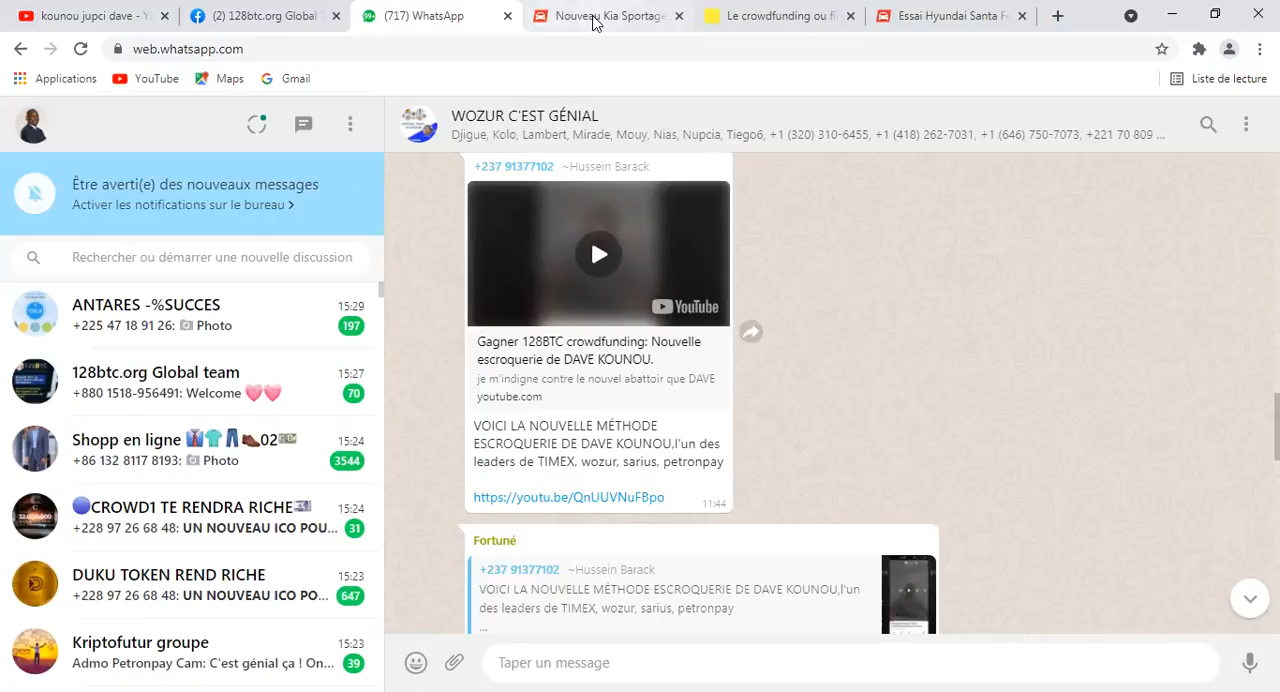 kounou jupci dave - Y
(2) 128btc.org Global T
99+
(717) WhatsApp
Nouveau Kia Sportage
Le crowdfunding ou fi
Essai Hyundai Santa F
web.whatsapp.com
Applications
YouTube
Maps
Gmail
Liste de lecture
WOZUR C'EST GÉNIAL
Djigue, Kolo, Lambert, Mirade, Mouy, Nias, Nupcia, Tiego6, +1 (320) 310-6455, +1 (418) 262-7031, +1 (646) 750-7073, +221 70 809 ...
Être averti(e) des nouveaux messages
Activer les notifications sur le bureau >
Rechercher ou démarrer une nouvelle discussion
ANTARES -%SUCCES
15:29
+225 47 18 91 26: Photo
197
128btc.org Global team
15:27
+880 1518-956491: Welcome 💗💗
70
Shopp en ligne 👔👕👖👞02💵
15:24
+86 132 8117 8193: Photo
3544
🔵CROWD1 TE RENDRA RICHE💵
15:24
+228 97 26 68 48: UN NOUVEAU ICO POU...
31
DUKU TOKEN REND RICHE
15:23
+228 97 26 68 48: UN NOUVEAU ICO PO...
647
Kriptofutur groupe
15:23
Admo Petronpay Cam: C'est génial ça ! On...
39
+237 91377102 ~Hussein Barack
YouTube
Gagner 128BTC crowdfunding: Nouvelle
escroquerie de DAVE KOUNOU.
je m'indigne contre le nouvel abattoir que DAVE
youtube.com
VOICI LA NOUVELLE MÉTHODE
ESCROQUERIE DE DAVE KOUNOU,l'un des
leaders de TIMEX, wozur, sarius, petronpay
https://youtu.be/QnUUVNuFBpo
11:44
Fortuné
+237 91377102 ~Hussein Barack
VOICI LA NOUVELLE MÉTHODE ESCROQUERIE DE DAVE KOUNOU,l'un
des leaders de TIMEX, wozur, sarius, petronpay
...
Taper un message